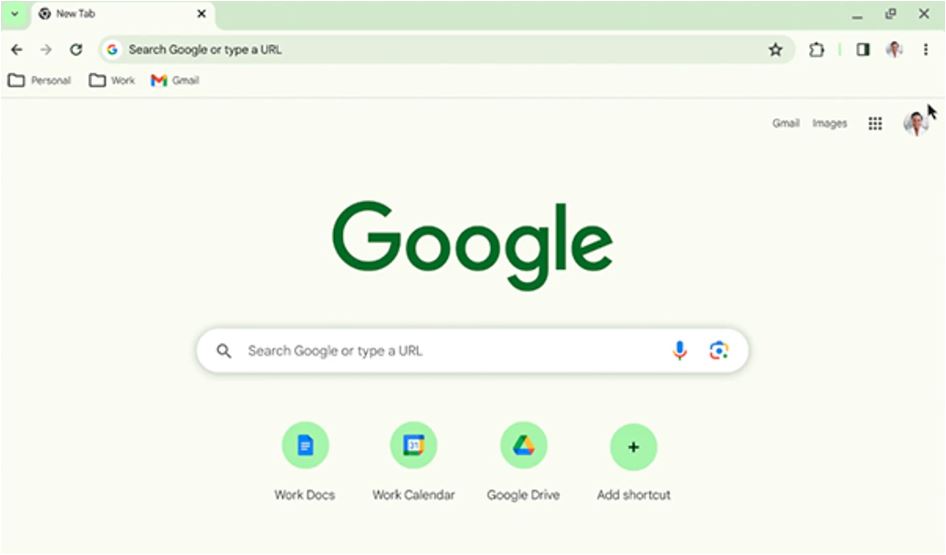 New Tab
Search Google or type a URL
Personal Work Gmail
Gmail Images
Google
Search Google or type a URL
31
Work Docs Work Calendar Google Drive Add shortcut